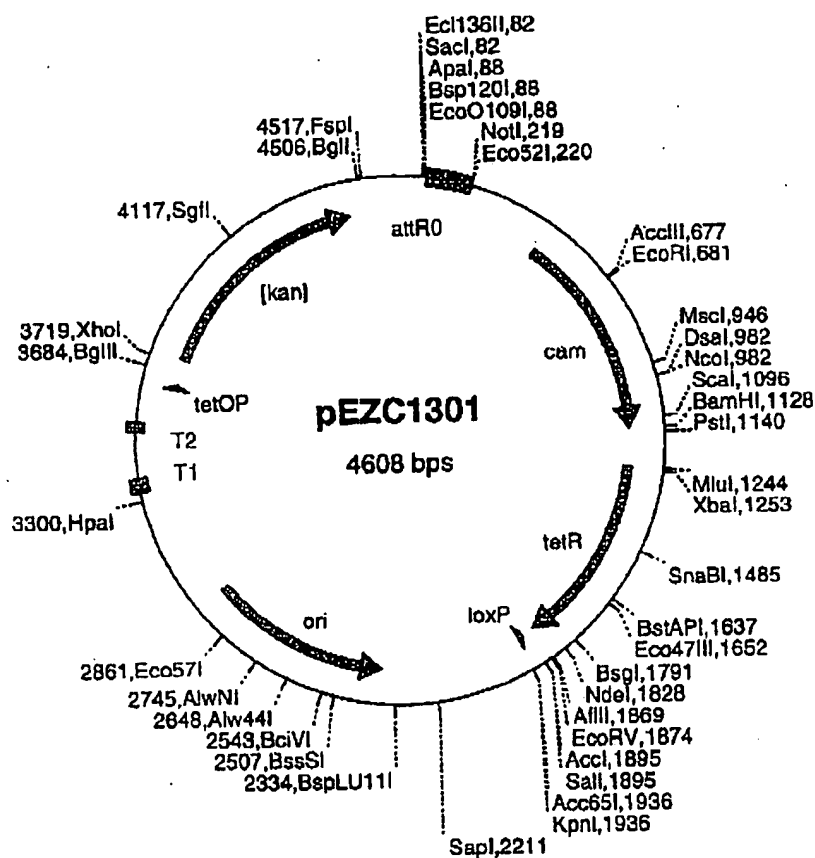 Ecl136II,82
SacI,82
ApaI,88
Bsp120I,88
EcoO109I,88
NotI,219
Eco52I,220
4517,FspI
4506,BglI
4117,SgfI
attR0
[kan]
AccIII,677
EcoRI,681
cam
MscI,946
DsaI,982
NcoI,982
ScaI,1096
BamHI,1128
PstI,1140
3719,XhoI
3684,BglII
tetOP
pEZC1301
4608 bps
T2
T1
MluI,1244
XbaI,1253
3300,HpaI
tetR
SnaBI,1485
loxP
ori
BstAPI,1637
Eco47III,1652
BsgI,1791
NdeI,1828
AflII,1869
EcoRV,1874
AccI,1895
SalI,1895
Acc65I,1936
KpnI,1936
2861,Eco57I
2745,AlwNI
2648,Alw44I
2543,BciVI
2507,BssSI
2334,BspLU11I
SapI,2211